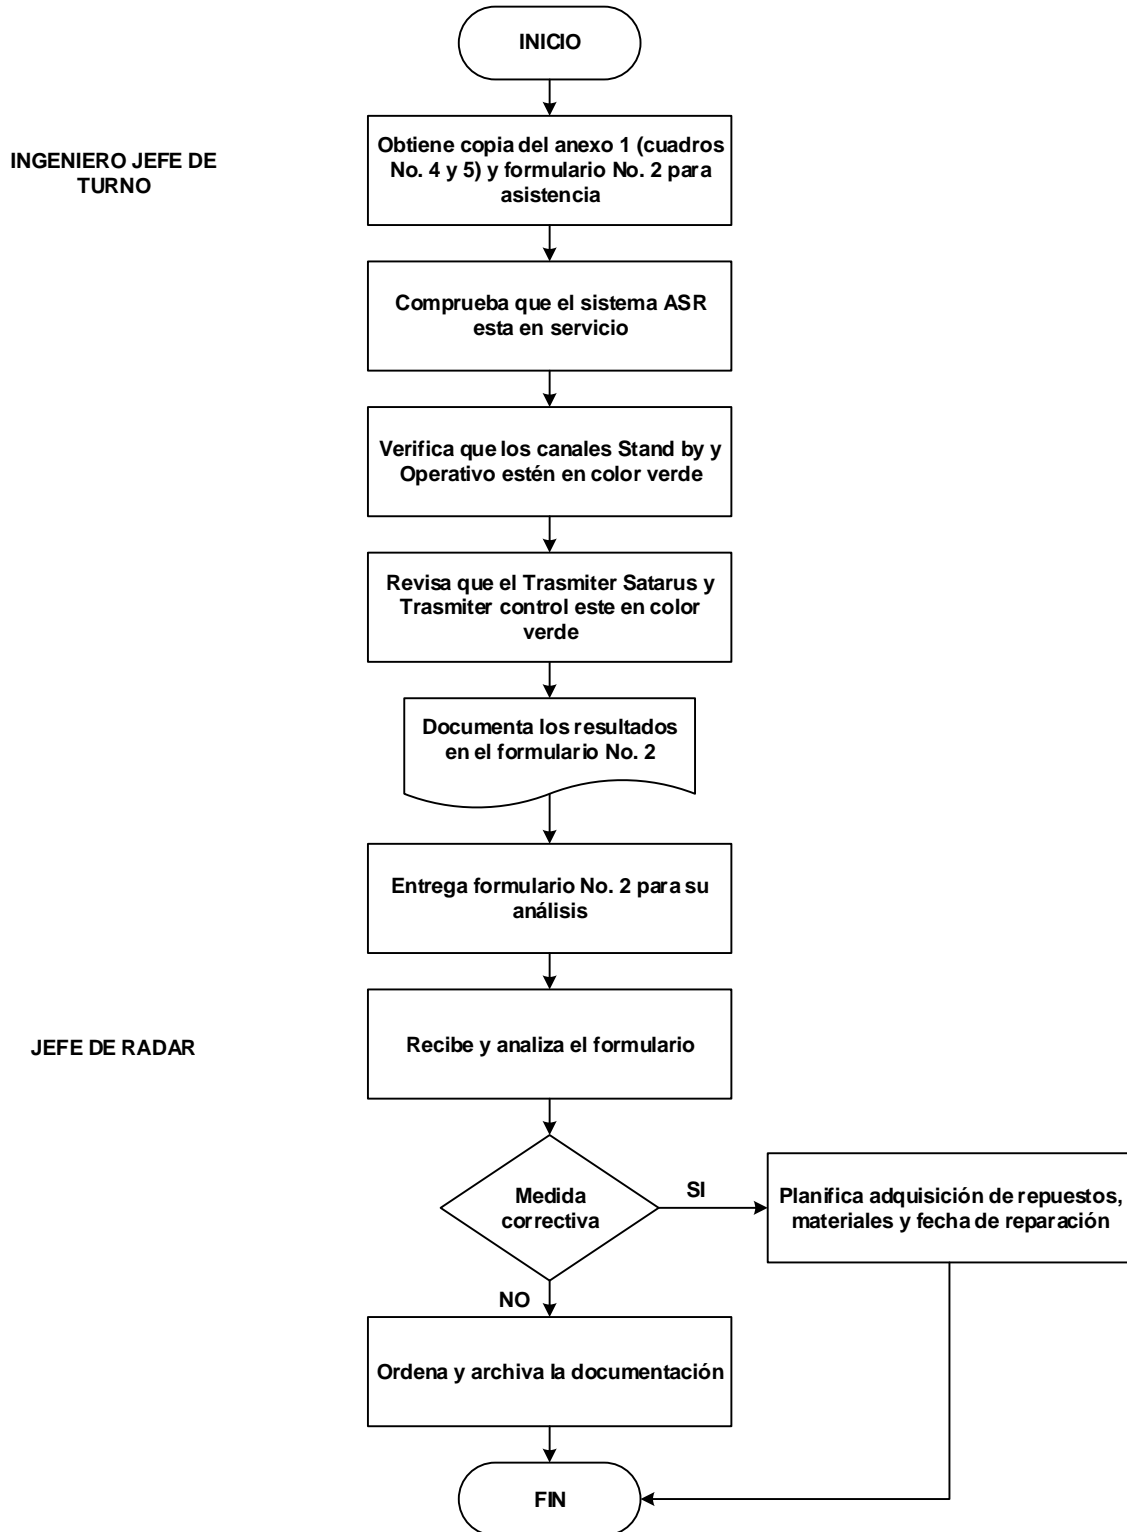 INICIO
INGENIERO JEFE DE
TURNO
Obtiene copia del anexo 1 (cuadros
No. 4 y 5) y formulario No. 2 para
asistencia
Comprueba que el sistema ASR
esta en servicio
Verifica que los canales Stand by y
Operativo estén en color verde
Revisa que el Trasmiter Satarus y
Trasmiter control este en color
verde
Documenta los resultados
en el formulario No. 2
Entrega formulario No. 2 para su
análisis
JEFE DE RADAR
Recibe y analiza el formulario
Medida
correctiva
SI
Planifica adquisición de repuestos,
materiales y fecha de reparación
NO
Ordena y archiva la documentación
FIN